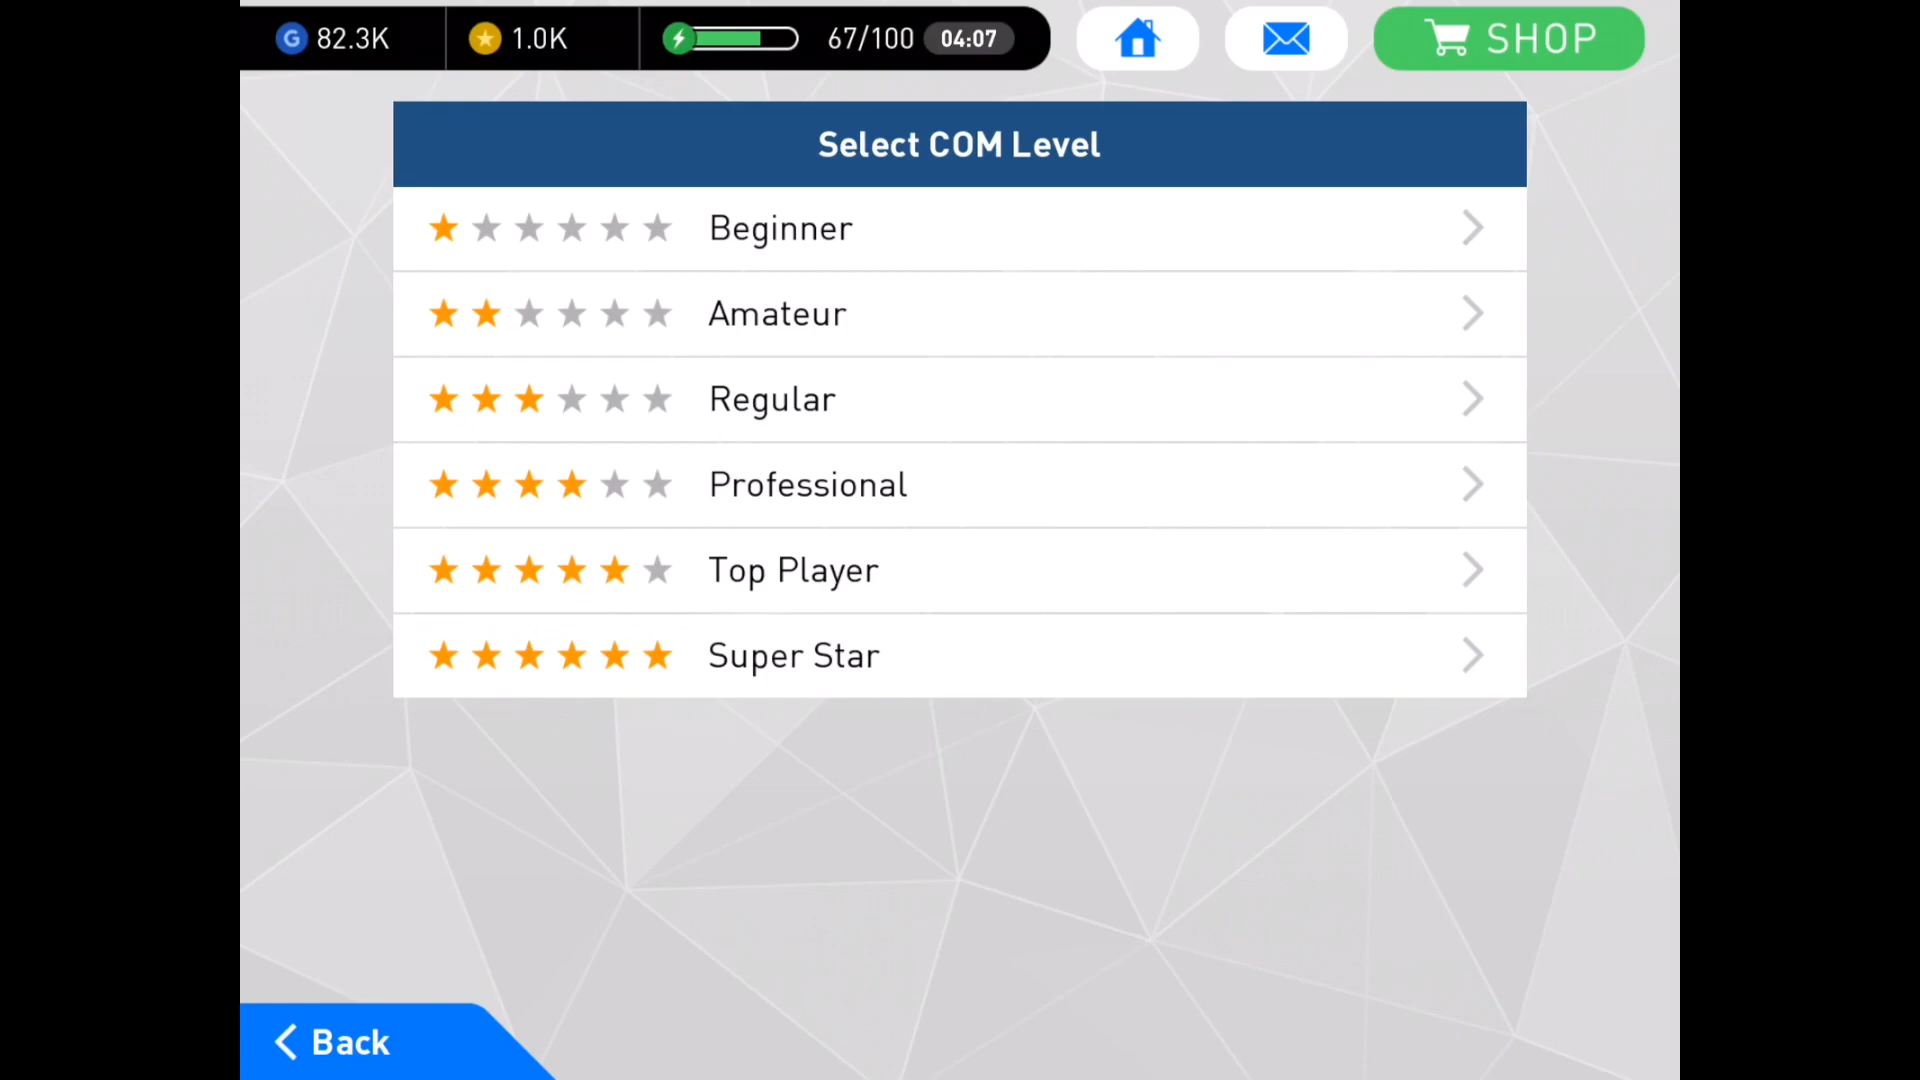 G 82.3K 1.0K 67/100 04:07 SHOP
Select COM Level
Beginner
Amateur
Regular
Professional
Top Player
Super Star
Back